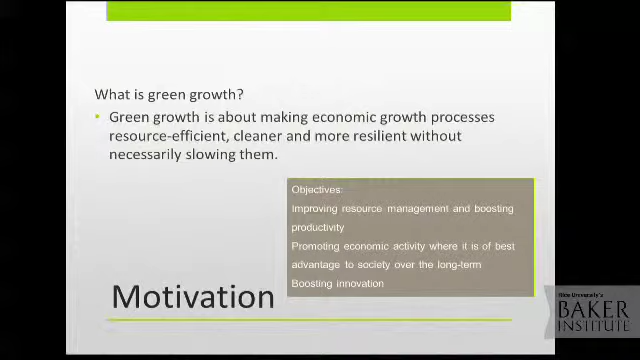 What is green growth?
• Green growth is about making economic growth processes
resource-efficient, cleaner and more resilient without
necessarily slowing them.
Objectives:
Improving resource management and boosting
productivity
Promoting economic activity where it is of best
advantage to society over the long-term
Boosting innovation
Motivation
Rice University's
BAKER
INSTITUTE